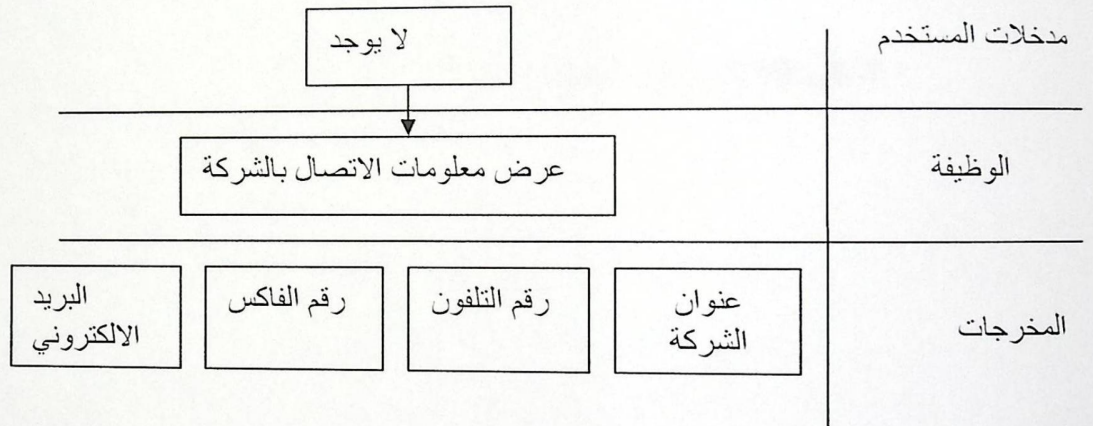 مدخلات المستخدم
لا يوجد
الوظيفة
عرض معلومات الاتصال بالشركة
المخرجات
عنوان
الشركة
رقم التلفون
رقم الفاكس
البريد
الالكتروني